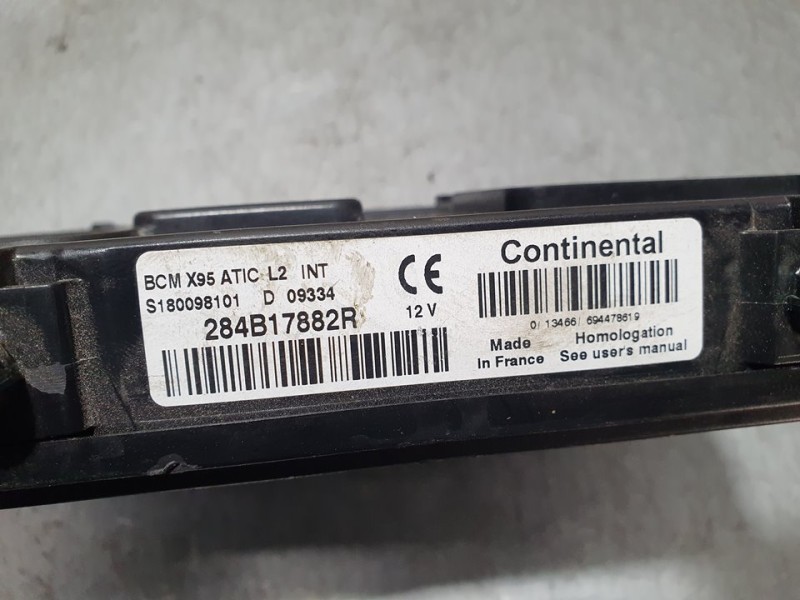 BCM X95 ATIC L2 INT
S180098101 D 09334
284B17882R
12 V
CE
Continental
0/13466/694478619
Made in France
Homologation
See user's manual